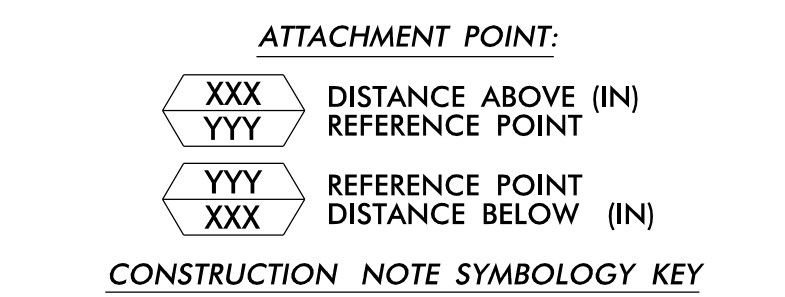 ATTACHMENT POINT:
XXX DISTANCE ABOVE (IN)
YYY REFERENCE POINT
YYY REFERENCE POINT
XXX DISTANCE BELOW (IN)
CONSTRUCTION NOTE SYMBOLOGY KEY